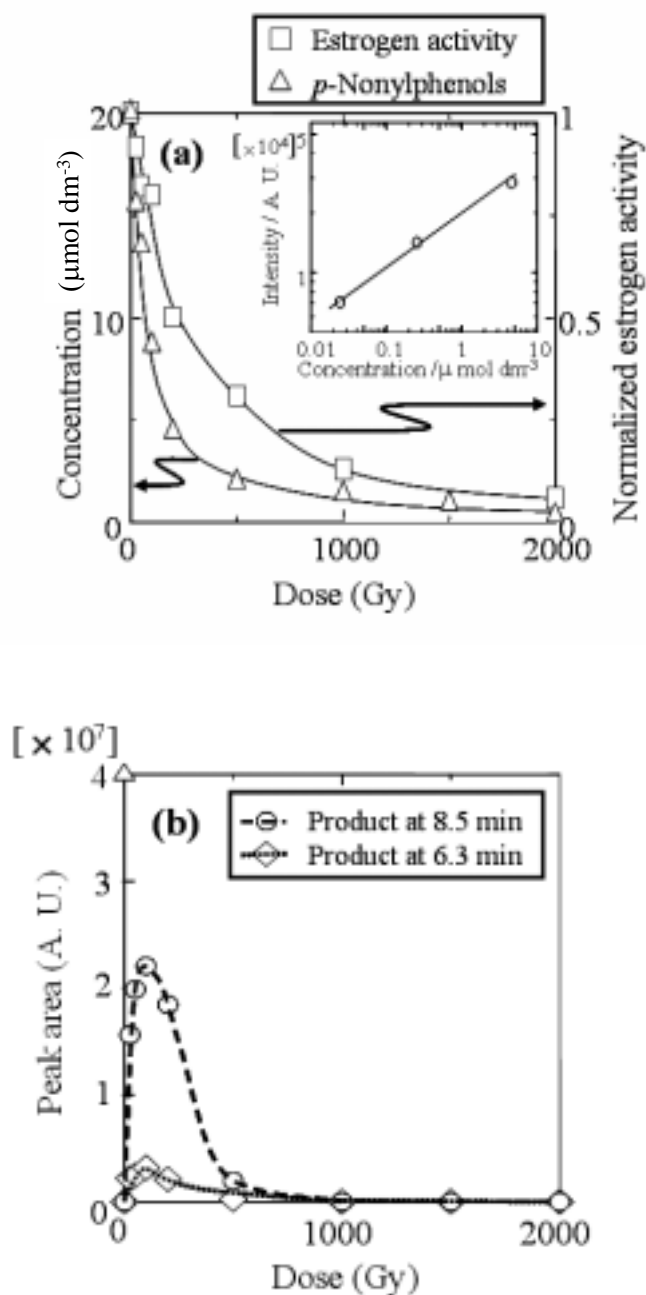 Estrogen activity
p-Nonylphenols
(a)
Concentration (μmol dm-3)
20
10
0
[×10⁴]5
1
Intensity / A. U.
0.01 0.1 1 10
Concentration /μ mol dm³
1
0.5
0
Normalized estrogen activity
0 1000 2000
Dose (Gy)
[ × 10⁷]
(b)
Product at 8.5 min
Product at 6.3 min
Peak area (A. U.)
4
3
2
1
0
0 1000 2000
Dose (Gy)